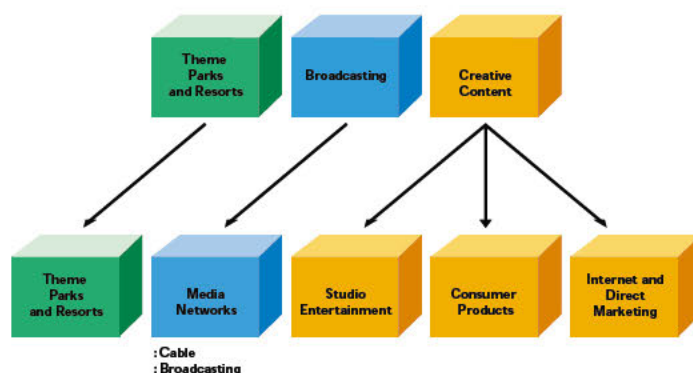 Theme
Parks
and Resorts
Broadcasting
Creative
Content
Theme
Parks
and Resorts
Media
Networks
Studio
Entertainment
Consumer
Products
Internet and
Direct
Marketing
: Cable
: Broadcasting